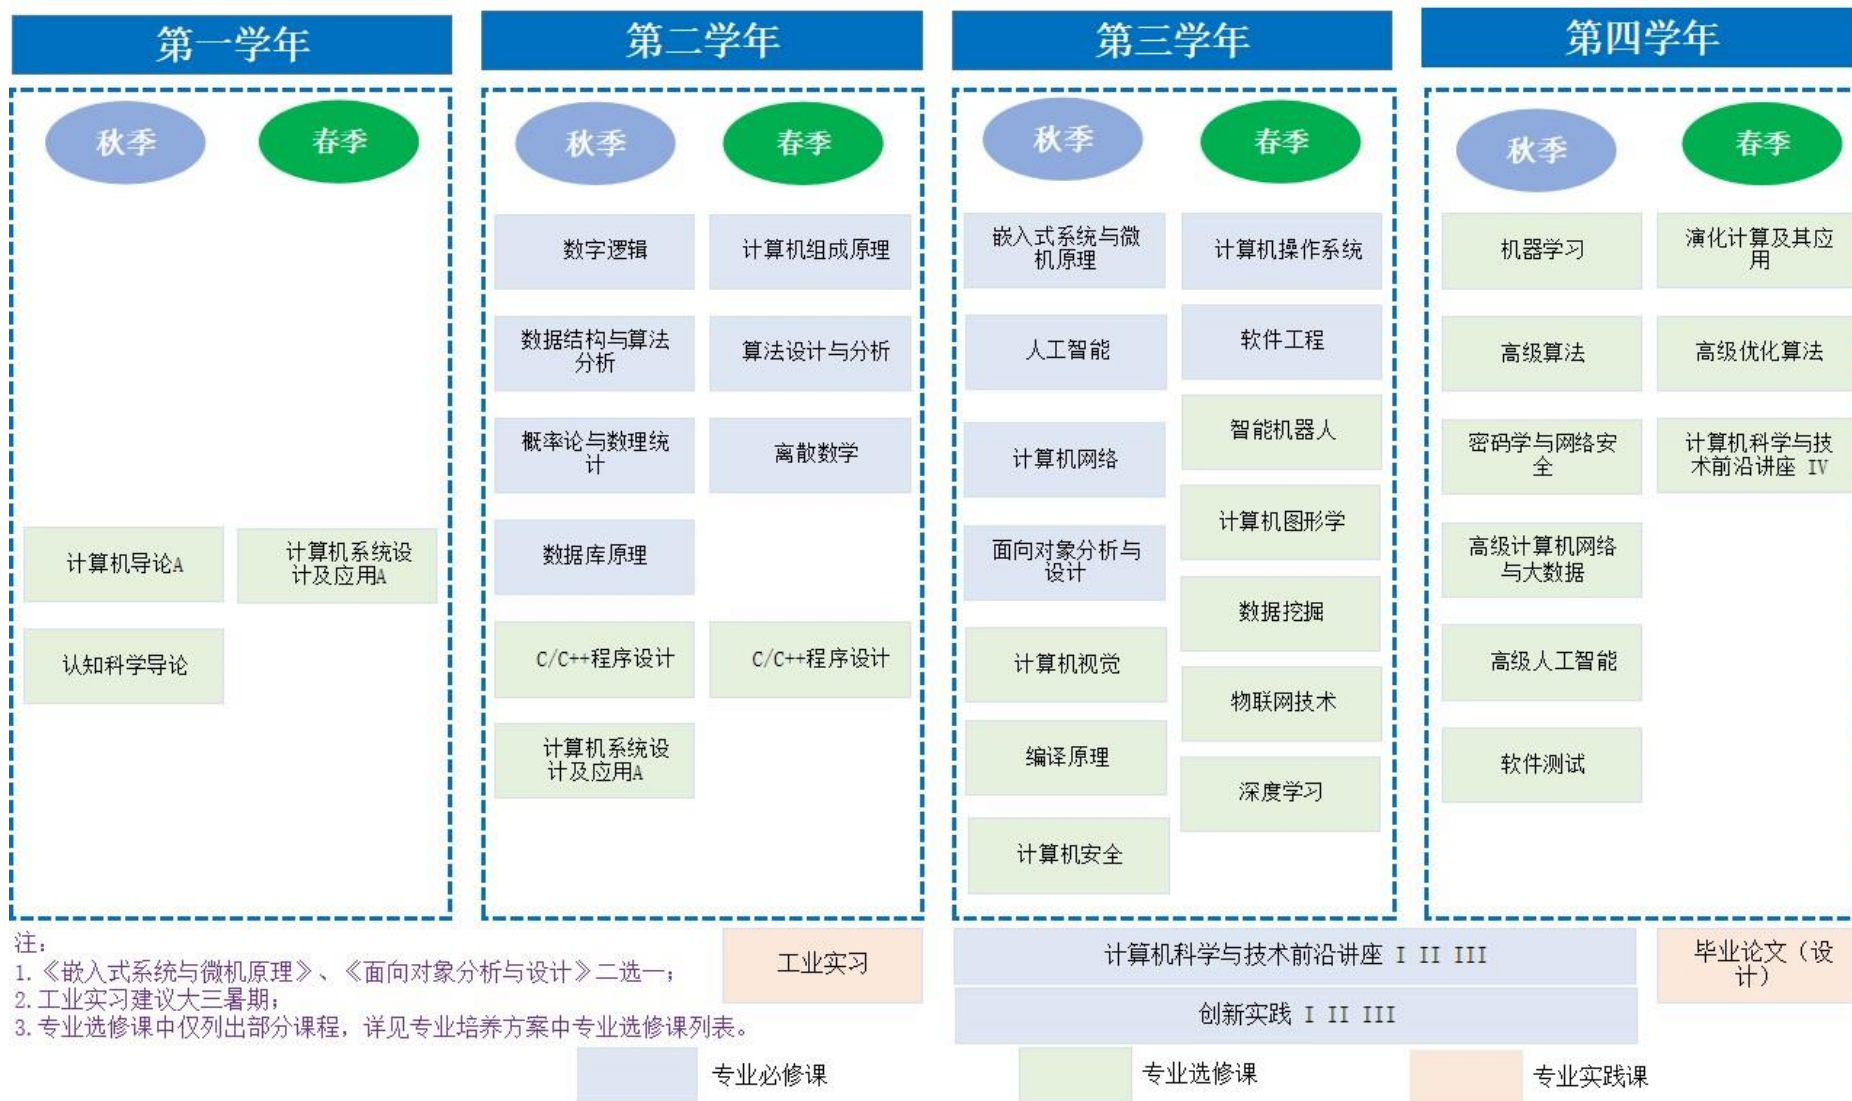 第一学年
秋季
春季
计算机导论A
认知科学导论
计算机系统设
计及应用A
第二学年
秋季
春季
数字逻辑
数据结构与算法
分析
概率论与数理统
计
数据库原理
C/C++程序设计
计算机系统设
计及应用A
计算机组成原理
算法设计与分析
离散数学
C/C++程序设计
第三学年
秋季
春季
嵌入式系统与微
机原理
人工智能
计算机网络
面向对象分析与
设计
计算机视觉
编译原理
计算机安全
计算机操作系统
软件工程
智能机器人
计算机图形学
数据挖掘
物联网技术
深度学习
第四学年
秋季
春季
机器学习
高级算法
密码学与网络安
全
高级计算机网络
与大数据
高级人工智能
软件测试
演化计算及其应
用
高级优化算法
计算机科学与技
术前沿讲座 IV
注：
1.《嵌入式系统与微机原理》、《面向对象分析与设计》二选一；
2.工业实习建议大三暑期；
3.专业选修课中仅列出部分课程，详见专业培养方案中专业选修课列表。
工业实习
计算机科学与技术前沿讲座 I II III
创新实践 I II III
毕业论文（设
计）
专业必修课
专业选修课
专业实践课